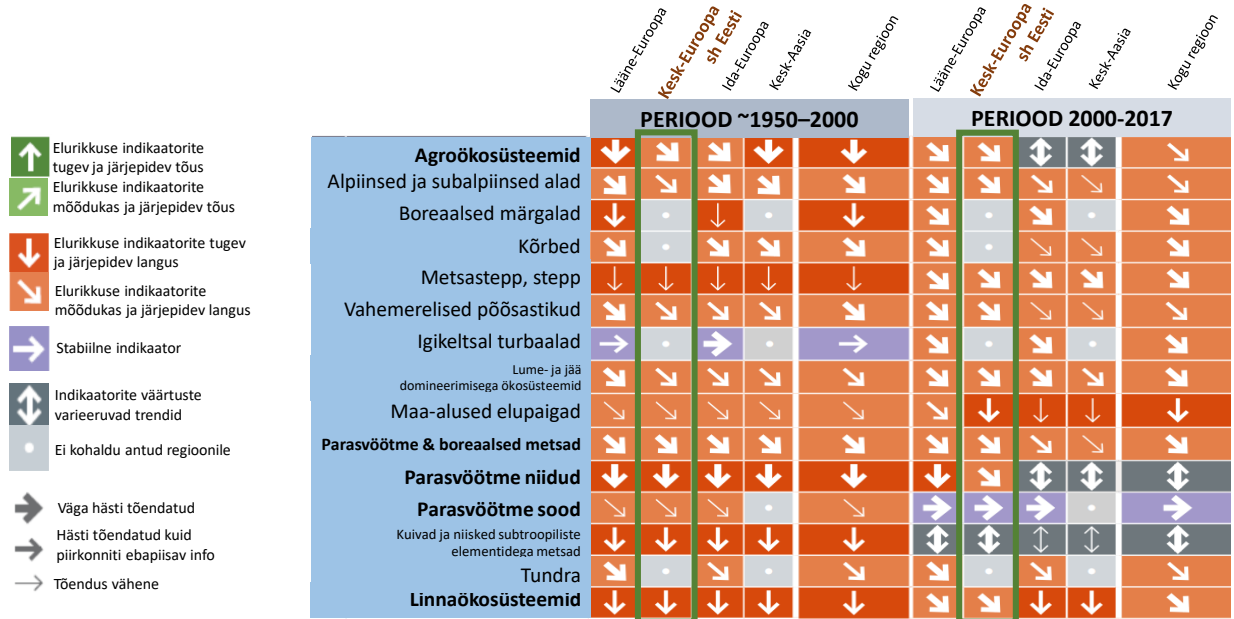 Lääne-Euroopa
Kesk-Euroopa
sh Eesti
Ida-Euroopa
Kesk-Aasia
Kogu regioon
Lääne-Euroopa
Kesk-Euroopa
sh Eesti
Ida-Euroopa
Kesk-Aasia
Kogu regioon
PERIOOD ~1950–2000
PERIOOD 2000-2017
Elurikkuse indikaatorite
tugev ja järjepidev tõus
Elurikkuse indikaatorite
mõõdukas ja järjepidev tõus
Elurikkuse indikaatorite tugev
ja järjepidev langus
Elurikkuse indikaatorite
mõõdukas ja järjepidev langus
Stabiilne indikaator
Indikaatorite väärtuste
varieeruvad trendid
Ei kohaldu antud regioonile
Väga hästi tõendatud
Hästi tõendatud kuid
piirkonniti ebapiisav info
Tõendus vähene
Agroökosüsteemid
Alpiinsed ja subalpiinsed alad
Boreaalsed märgalad
Kõrbed
Metsastepp, stepp
Vahemerelised põõsastikud
Igikeltsal turbaalad
Lume- ja jää
domineerimisega ökosüsteemid
Maa-alused elupaigad
Parasvöötme & boreaalsed metsad
Parasvöötme niidud
Parasvöötme sood
Kuivad ja niisked subtroopiliste
elementidega metsad
Tundra
Linnaökosüsteemid